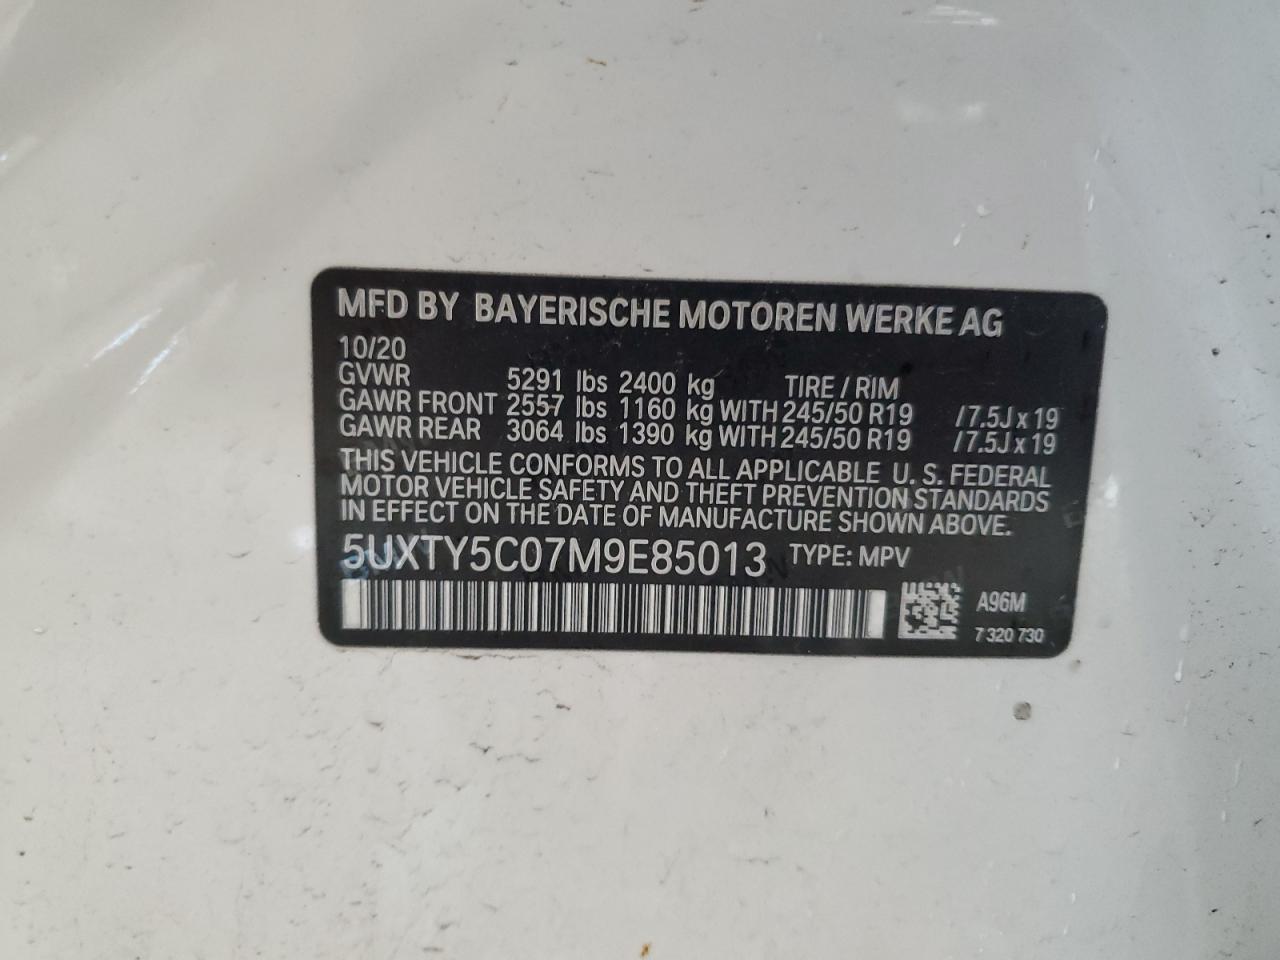 MFD BY BAYERISCHE MOTOREN WERKE AG
10/20
GVWR 5291 lbs 2400 kg TIRE / RIM
GAWR FRONT 2557 lbs 1160 kg WITH 245/50 R19 /7.5J x 19
GAWR REAR 3064 lbs 1390 kg WITH 245/50 R19 /7.5J x 19
THIS VEHICLE CONFORMS TO ALL APPLICABLE U. S. FEDERAL
MOTOR VEHICLE SAFETY AND THEFT PREVENTION STANDARDS
IN EFFECT ON THE DATE OF MANUFACTURE SHOWN ABOVE.
5UXTY5C07M9E85013 TYPE: MPV
A96M
7 320 730